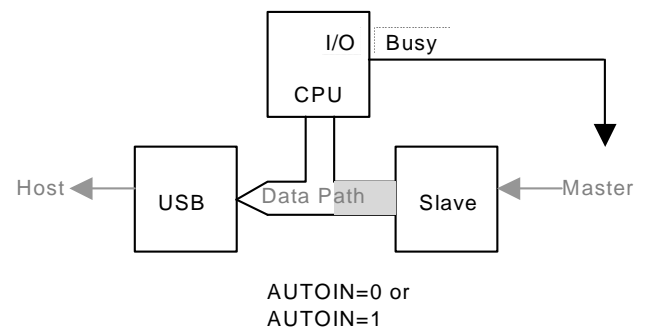 I/O
Busy
CPU
Host
USB
Data Path
Slave
Master
AUTOIN=0 or
AUTOIN=1